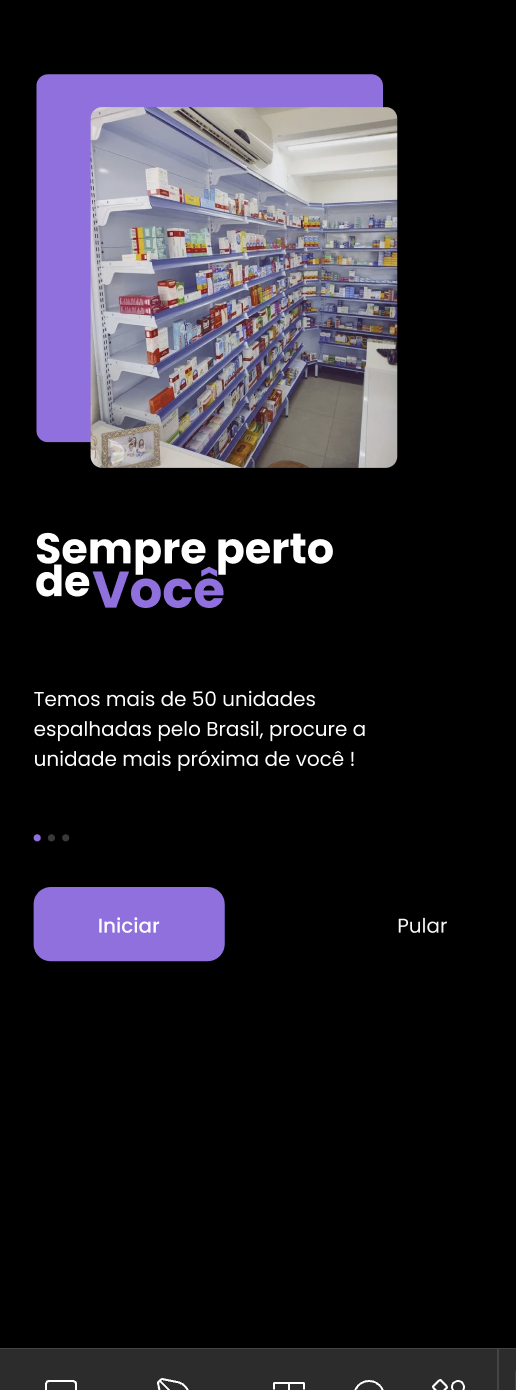 Sempre perto
de Você
Temos mais de 50 unidades
espalhadas pelo Brasil, procure a
unidade mais próxima de você !
Iniciar
Pular